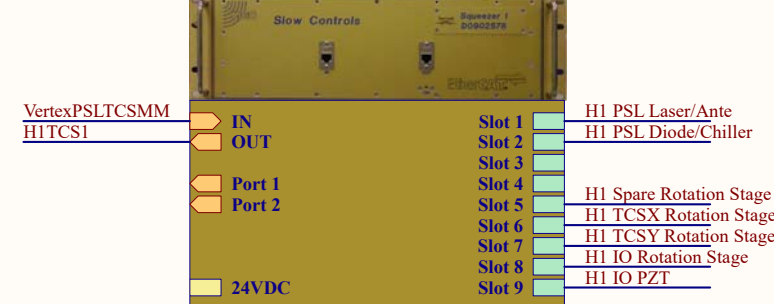 Slow Controls
Squeezer 1
D0902578
EtherCAT
VertexPSLTCSMM
H1TCS1
IN
OUT
Port 1
Port 2
24VDC
Slot 1
Slot 2
Slot 3
Slot 4
Slot 5
Slot 6
Slot 7
Slot 8
Slot 9
H1 PSL Laser/Ante
H1 PSL Diode/Chiller
H1 Spare Rotation Stage
H1 TCSX Rotation Stage
H1 TCSY Rotation Stage
H1 IO Rotation Stage
H1 IO PZT